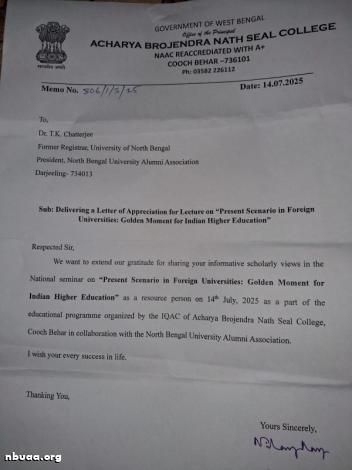 GOVERNMENT OF WEST BENGAL
Office of the Principal
ACHARYA BROJENDRA NATH SEAL COLLEGE
NAAC REACCREDIATED WITH A+
COOCH BEHAR –736101
Ph: 03582 226112
Memo No. 806/1/S/25
Date: 14.07.2025
To,
Dr. T.K. Chatterjee
Former Registrar, University of North Bengal
President, North Bengal University Alumni Association
Darjeeling- 734013
Sub: Delivering a Letter of Appreciation for Lecture on "Present Scenario in Foreign
Universities: Golden Moment for Indian Higher Education"
Respected Sir,
We want to extend our gratitude for sharing your informative scholarly views in the
National seminar on "Present Scenario in Foreign Universities: Golden Moment for
Indian Higher Education" as a resource person on 14th July, 2025 as a part of the
educational programme organized by the IQAC of Acharya Brojendra Nath Seal College,
Cooch Behar in collaboration with the North Bengal University Alumni Association.
I wish your every success in life.
Thanking You,
Yours Sincerely,
nbuaa.org